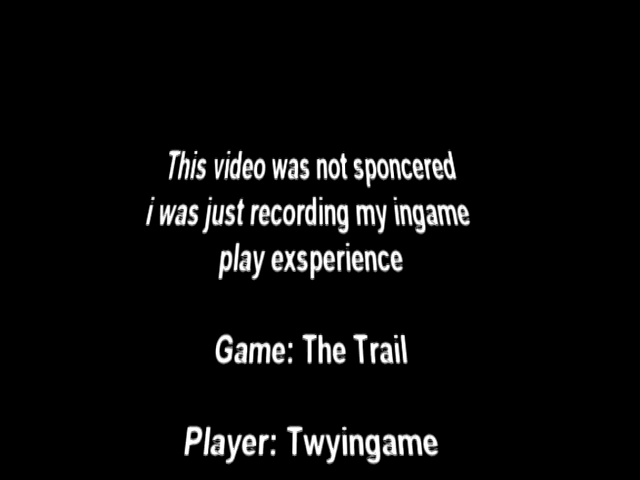 This video was not sponcered
i was just recording my ingame
play exsperience
Game: The Trail
Player: Twyingame